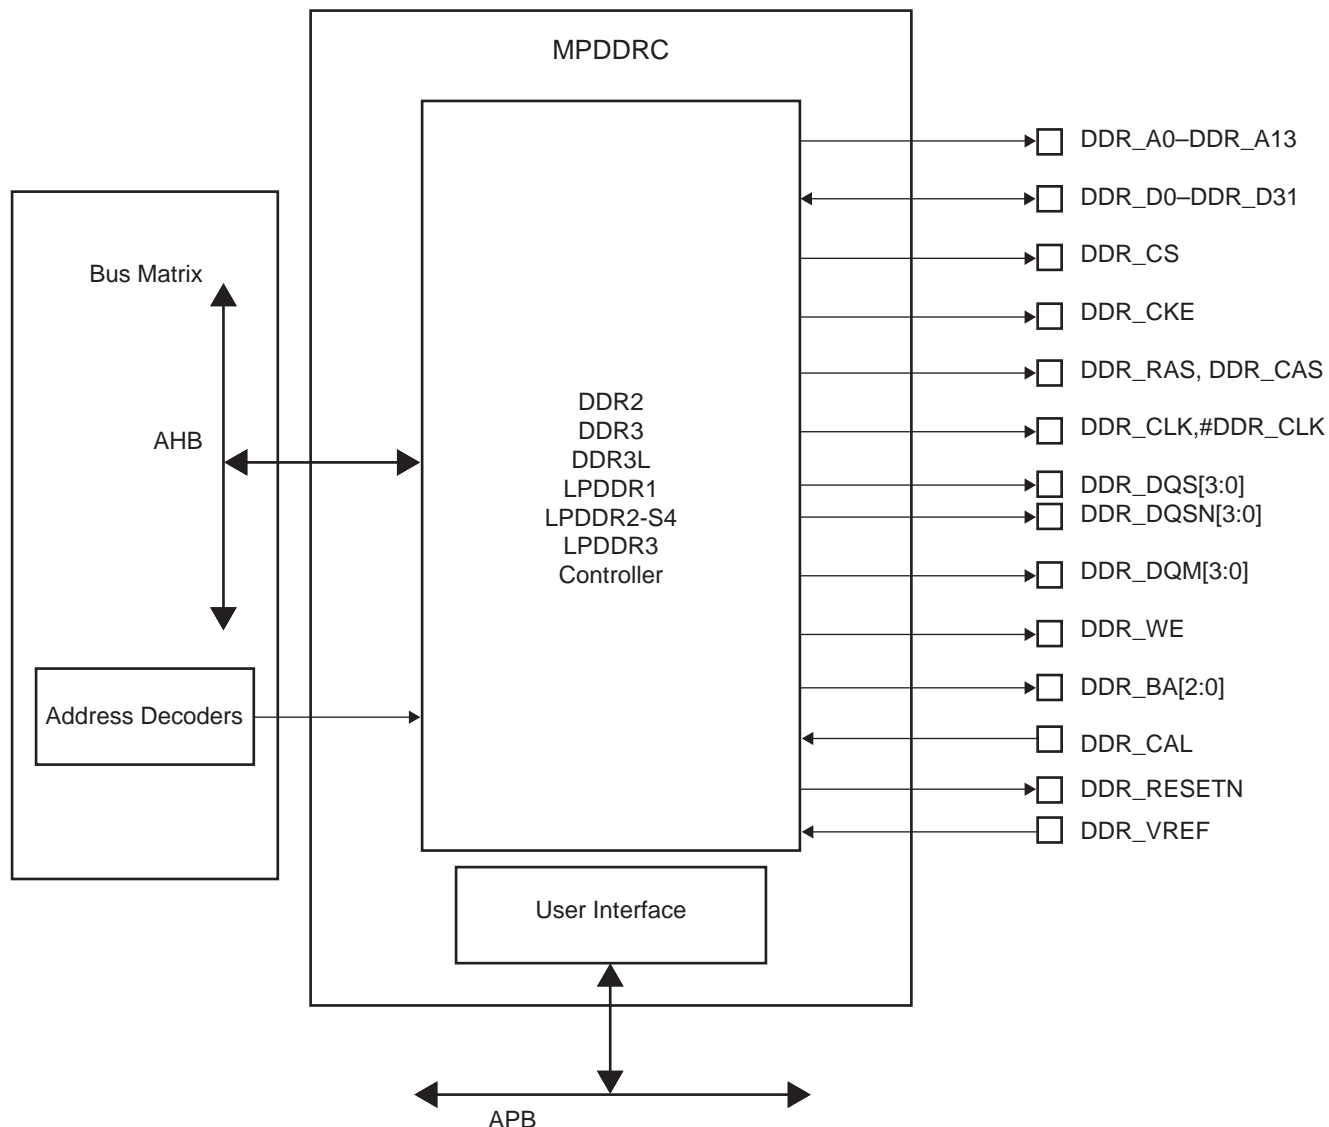 MPDDRC
Bus Matrix
AHB
Address Decoders
DDR2
DDR3
DDR3L
LPDDR1
LPDDR2-S4
LPDDR3
Controller
User Interface
APB
DDR_A0–DDR_A13
DDR_D0–DDR_D31
DDR_CS
DDR_CKE
DDR_RAS, DDR_CAS
DDR_CLK,#DDR_CLK
DDR_DQS[3:0]
DDR_DQSN[3:0]
DDR_DQM[3:0]
DDR_WE
DDR_BA[2:0]
DDR_CAL
DDR_RESETN
DDR_VREF